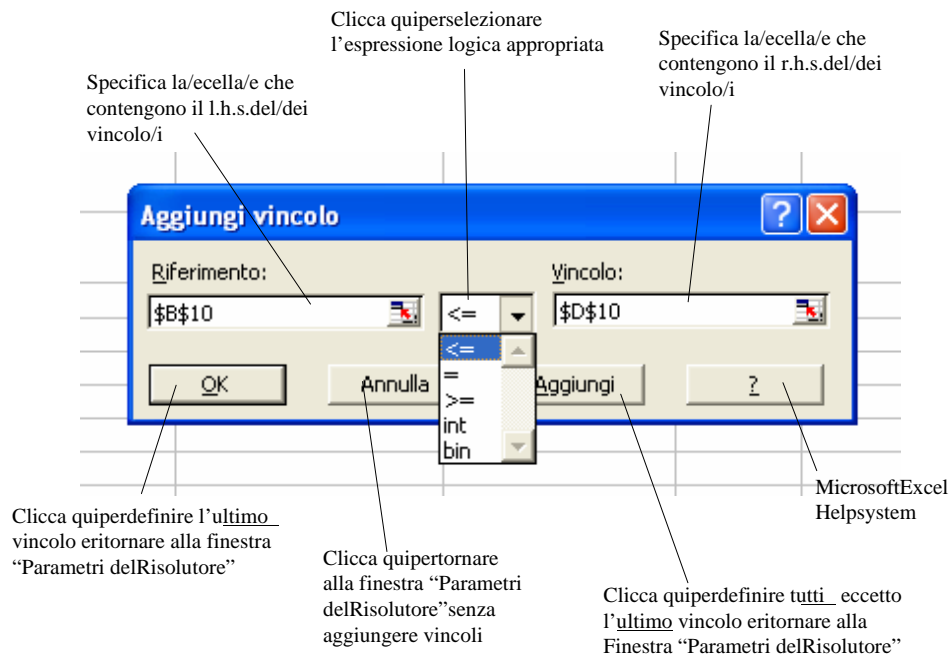 Clicca quiperselezionare
l'espressione logica appropriata
Specifica la/ecella/e che
contengono il r.h.s.del/dei
vincolo/i
Specifica la/ecella/e che
contengono il l.h.s.del/dei
vincolo/i
Aggiungi vincolo
?
Riferimento:
Vincolo:
$B$10
<=
$D$10
<=
=
>=
int
bin
OK
Annulla
Aggiungi
?
MicrosoftExcel
Helpsystem
Clicca quiperdefinire l'ultimo
vincolo eritornare alla finestra
“Parametri delRisolutore”
Clicca quipertornare
alla finestra “Parametri
delRisolutore”senza
aggiungere vincoli
Clicca quiperdefinire tutti eccetto
l'ultimo vincolo eritornare alla
Finestra “Parametri delRisolutore”